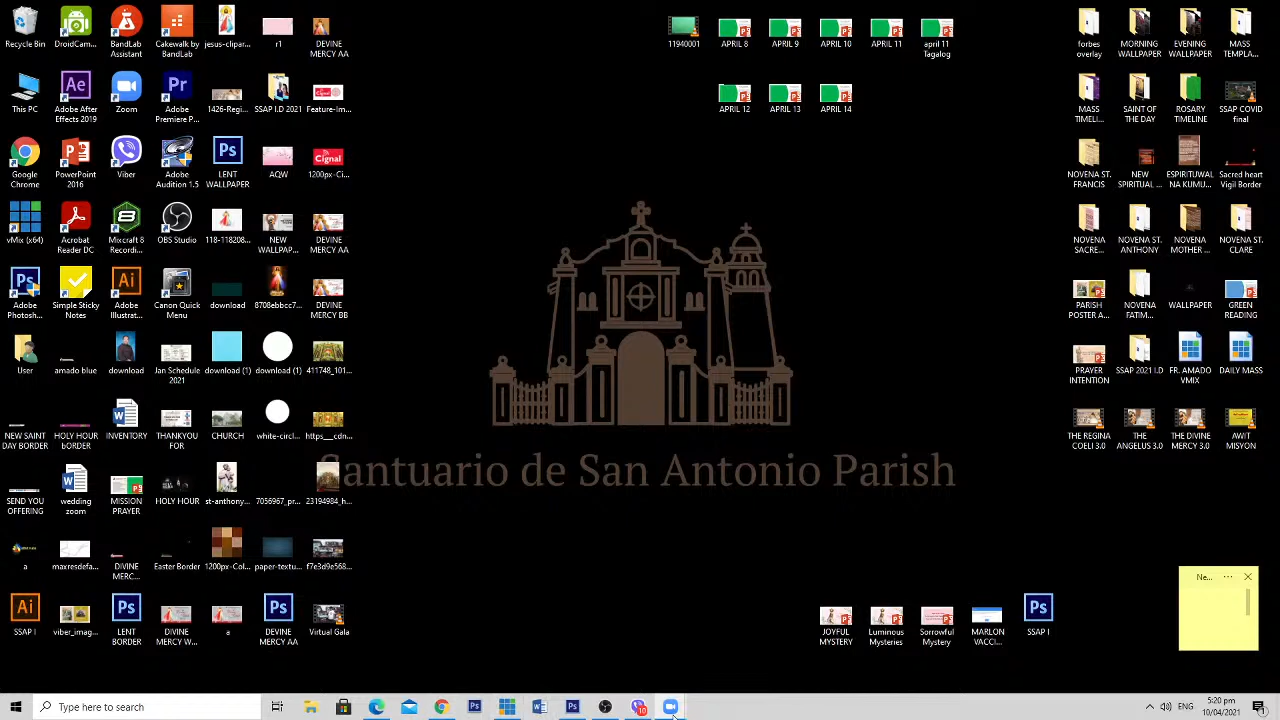 Recycle Bin
DroidCam...
BandLab
Assistant
Cakewalk by
BandLab
jesus-clipar...
r1
DEVINE
MERCY AA
11940001
APRIL 8
APRIL 9
APRIL 10
APRIL 11
april 11
Tagalog
forbes
overlay
MORNING
WALLPAPER
EVENING
WALLPAPER
MASS
TEMPLA...
This PC
Adobe After
Effects 2019
Zoom
Adobe
Premiere P...
1426-Regi...
SSAP I.D 2021
Feature-Im...
APRIL 12
APRIL 13
APRIL 14
MASS
TIMELI...
SAINT OF
THE DAY
ROSARY
TIMELINE
SSAP COVID
final
Google
Chrome
PowerPoint
2016
Viber
Adobe
Audition 1.5
LENT
WALLPAPER
AQW
Cignal
1200px-Ci...
NOVENA ST.
FRANCIS
NEW
SPIRITUAL ...
ESPIRITUWAL
NA KUMU...
Sacred heart
Vigil Border
vMix (x64)
Acrobat
Reader DC
Mixcraft 8
Recordi...
OBS Studio
118-118208...
NEW
WALLPAP...
DEVINE
MERCY AA
NOVENA
SACRE...
NOVENA ST.
ANTHONY
NOVENA
MOTHER ...
NOVENA ST.
CLARE
Adobe
Photosh...
Simple Sticky
Notes
Adobe
Illustrat...
Canon Quick
Menu
download
8708ebbcc7...
DEVINE
MERCY BB
PARISH
POSTER A...
NOVENA
FATIM...
WALLPAPER
GREEN
READING
User
amado blue
download
Jan Schedule
2021
download (1)
download (1)
411748_101...
PRAYER
INTENTION
SSAP 2021 I.D
FR. AMADO
VMIX
DAILY MASS
NEW SAINT
DAY BORDER
HOLY HOUR
bORDER
INVENTORY
THANKYOU
FOR
CHURCH
white-circl...
https___cdn...
THE REGINA
COELI 3.0
THE
ANGELUS 3.0
THE DIVINE
MERCY 3.0
AWIT
MISYON
Santuario de San Antonio Parish
SEND YOU
OFFERING
wedding
zoom
MISSION
PRAYER
HOLY HOUR
st-anthony...
7056967_pr...
23194984_h...
a
maxresdefa...
DIVINE
MERC...
Easter Border
1200px-Col...
paper-textu...
f7e3d9e568...
Ne...
SSAP I
viber_imag...
LENT
BORDER
DIVINE
MERCY W...
a
DEVINE
MERCY AA
Virtual Gala
JOYFUL
MYSTERY
Luminous
Mysteries
Sorrowful
Mystery
MARLON
VACCI...
SSAP I
Type here to search
10
ENG
5:20 pm
10/04/2021
1